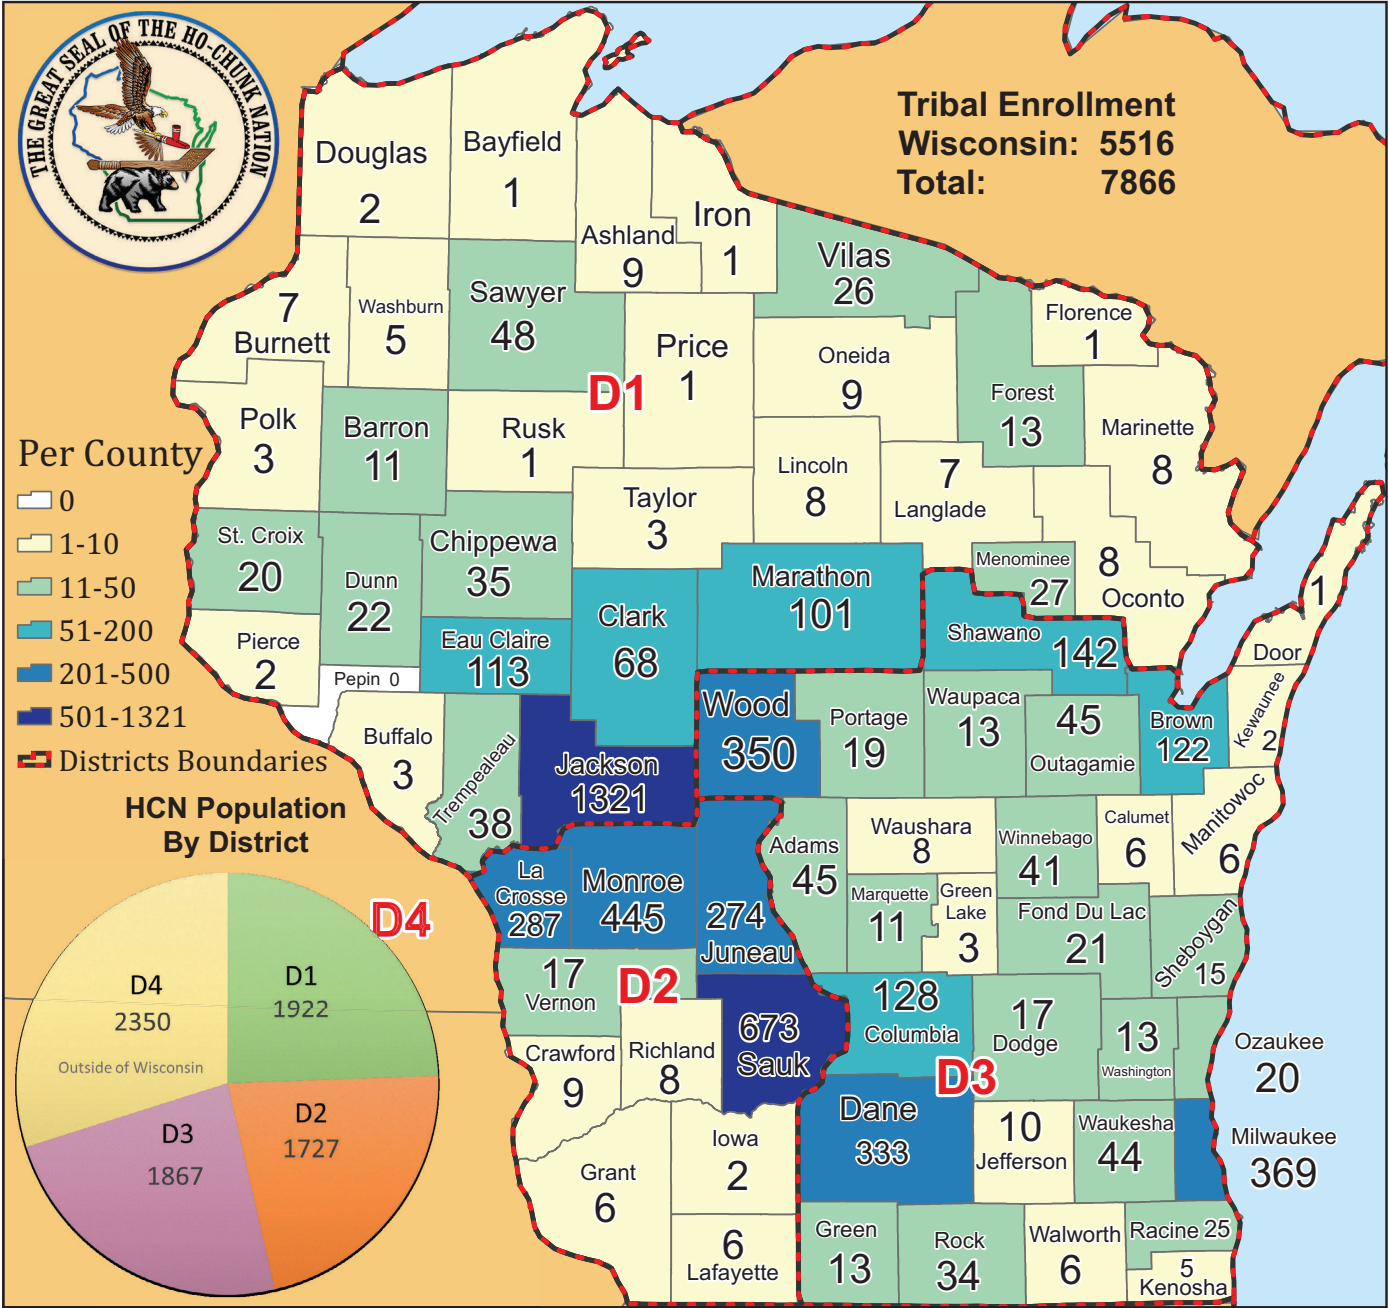 THE GREAT SEAL OF THE HO-CHUNK NATION
Tribal Enrollment
Wisconsin: 5516
Total: 7866
Douglas
2
Bayfield
1
Ashland
9
Iron
1
Vilas
26
7
Burnett
Washburn
5
Sawyer
48
Price
1
Oneida
9
Florence
1
Forest
13
Marinette
8
D1
Polk
3
Barron
11
Rusk
1
Lincoln
8
7
Langlade
Taylor
3
Per County
0
1-10
11-50
51-200
201-500
501-1321
Districts Boundaries
St. Croix
20
Dunn
22
Chippewa
35
Clark
68
Marathon
101
Menominee
27
8
Oconto
1
Door
Pierce
2
Pepin 0
Eau Claire
113
Shawano
142
Buffalo
3
Trempealeau
38
Jackson
1321
Wood
350
Portage
19
Waupaca
13
45
Outagamie
Brown
122
Kewaunee
2
Manitowoc
6
HCN Population
By District
La
Crosse
287
Monroe
445
274
Juneau
Adams
45
Waushara
8
Winnebago
41
Calumet
6
Marquette
11
Green
Lake
3
Fond Du Lac
21
Sheboygan
15
D4
17
Vernon
D2
Crawford
9
Richland
8
673
Sauk
128
Columbia
D3
17
Dodge
13
Washington
Ozaukee
20
Milwaukee
369
Dane
333
10
Jefferson
Waukesha
44
Grant
6
Iowa
2
6
Lafayette
Green
13
Rock
34
Walworth
6
Racine 25
5
Kenosha
D4
2350
Outside of Wisconsin
D1
1922
D3
1867
D2
1727